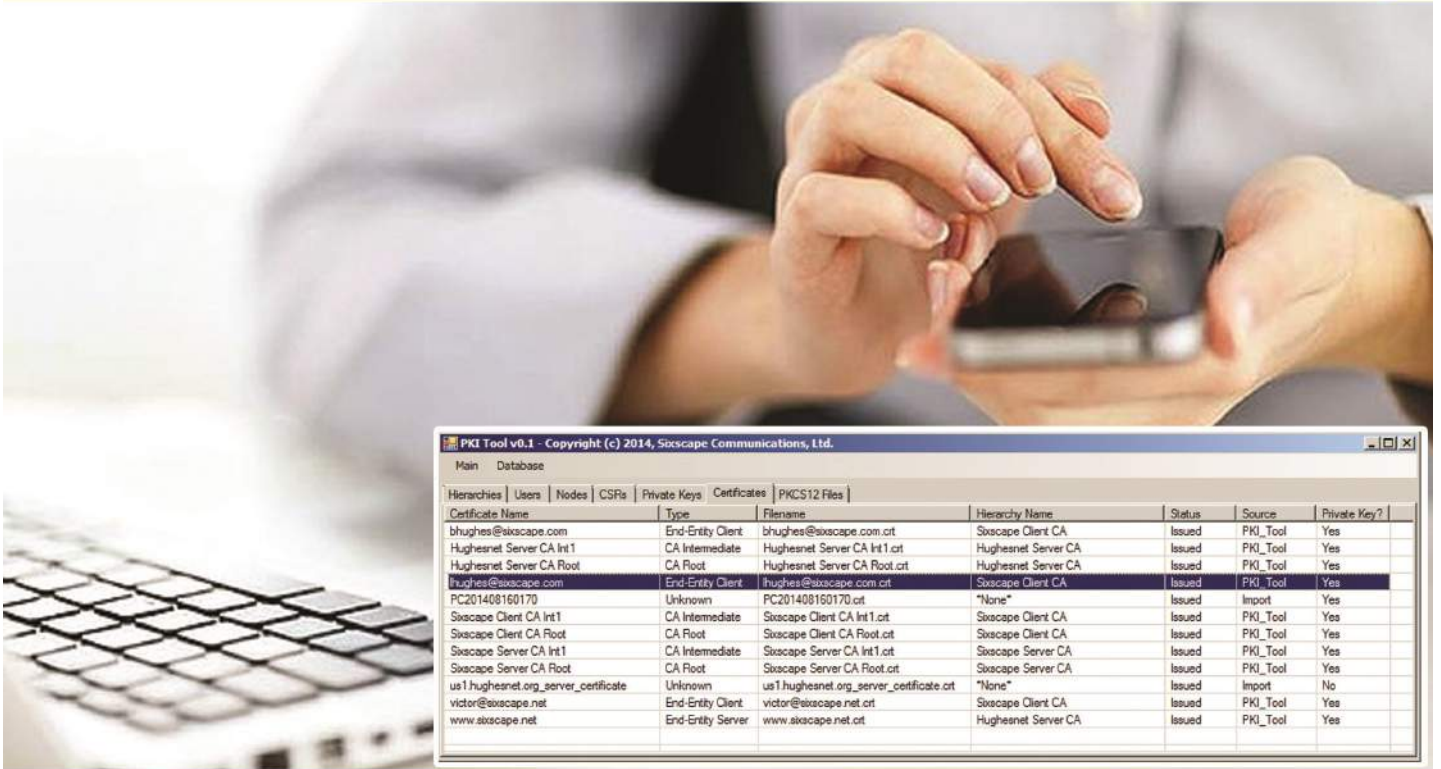 PKI Tool v0.1 - Copyright (c) 2014, Sixscape Communications, Ltd.
Main Database
Hierarchies Users Nodes CSRs Private Keys Certificates PKCS12 Files
Certificate Name Type Filename Hierarchy Name Status Source Private Key?
bhughes@sixscape.com End-Entity Client bhughes@sixscape.com.crt Sixscape Client CA Issued PKI_Tool Yes
Hughesnet Server CA Int1 CA Intermediate Hughesnet Server CA Int1.crt Hughesnet Server CA Issued PKI_Tool Yes
Hughesnet Server CA Root CA Root Hughesnet Server CA Root.crt Hughesnet Server CA Issued PKI_Tool Yes
lhughes@sixscape.com End-Entity Client lhughes@sixscape.com.crt Sixscape Client CA Issued PKI_Tool Yes
PC201408160170 Unknown PC201408160170.crt "None" Issued Import Yes
Sixscape Client CA Int1 CA Intermediate Sixscape Client CA Int1.crt Sixscape Client CA Issued PKI_Tool Yes
Sixscape Client CA Root CA Root Sixscape Client CA Root.crt Sixscape Client CA Issued PKI_Tool Yes
Sixscape Server CA Int1 CA Intermediate Sixscape Server CA Int1.crt Sixscape Server CA Issued PKI_Tool Yes
Sixscape Server CA Root CA Root Sixscape Server CA Root.crt Sixscape Server CA Issued PKI_Tool Yes
us1.hughesnet.org_server_certificate Unknown us1.hughesnet.org_server_certificate.crt "None" Issued Import No
victor@sixscape.net End-Entity Client victor@sixscape.net.crt Sixscape Client CA Issued PKI_Tool Yes
www.sixscape.net End-Entity Server www.sixscape.net.crt Hughesnet Server CA Issued PKI_Tool Yes